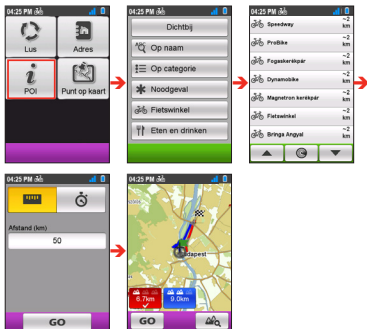 04:25 PM
Lus
Adres
POI
Punt op kaart
04:25 PM
Dichtbij
Op naam
Op categorie
Noodgeval
Fietswinkel
Eten en drinken
04:25 PM
Speedway ~2 km
ProBike ~2 km
Fogaskerékpár ~2 km
Dynamobike ~2 km
Magnetron kerékpár ~2 km
Fietswinkel ~2 km
Bringa Angyal ~2 km
04:25 PM
Afstand (km)
50
GO
04:25 PM
Budapest
6.7km
9.0km
GO